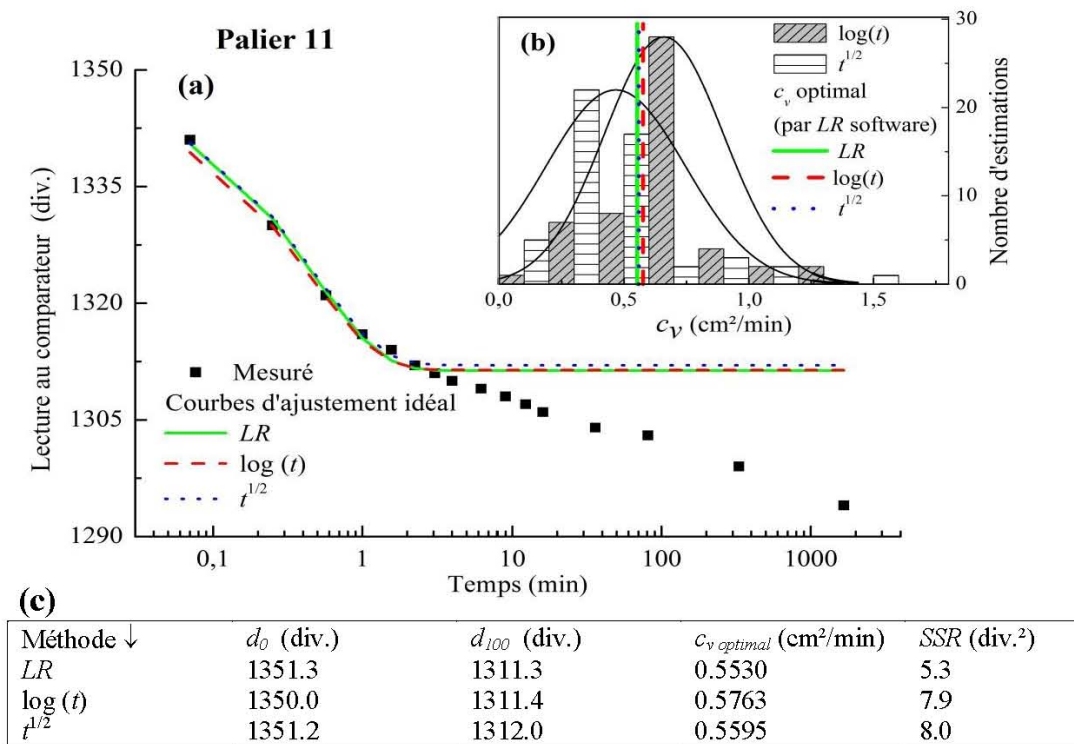 Palier 11
(a)
1350
1335
1320
1305
1290
Lecture au comparateur (div.)
0,1
1
10
100
1000
Temps (min)
Mesuré
Courbes d'ajustement idéal
LR
log (t)
t^1/2
(b)
30
20
10
0
Nombre d'estimations
log(t)
t^1/2
c_v optimal
(par LR software)
LR
log(t)
t^1/2
0,0
0,5
1,0
1,5
c_v (cm²/min)
(c)
Méthode ↓ d_0 (div.) d_100 (div.) c_v optimal (cm²/min) SSR (div.²)
LR 1351.3 1311.3 0.5530 5.3
log (t) 1350.0 1311.4 0.5763 7.9
t^1/2 1351.2 1312.0 0.5595 8.0